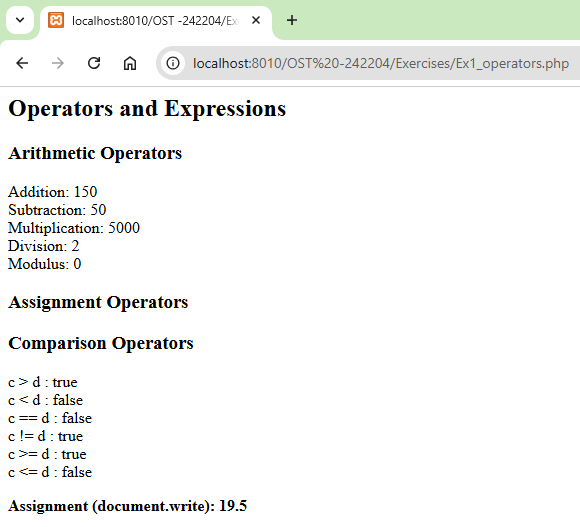 localhost:8010/OST -242204/Ex
localhost:8010/OST%20-242204/Exercises/Ex1_operators.php
Operators and Expressions
Arithmetic Operators
Addition: 150
Subtraction: 50
Multiplication: 5000
Division: 2
Modulus: 0
Assignment Operators
Comparison Operators
c > d : true
c < d : false
c == d : false
c != d : true
c >= d : true
c <= d : false
Assignment (document.write): 19.5